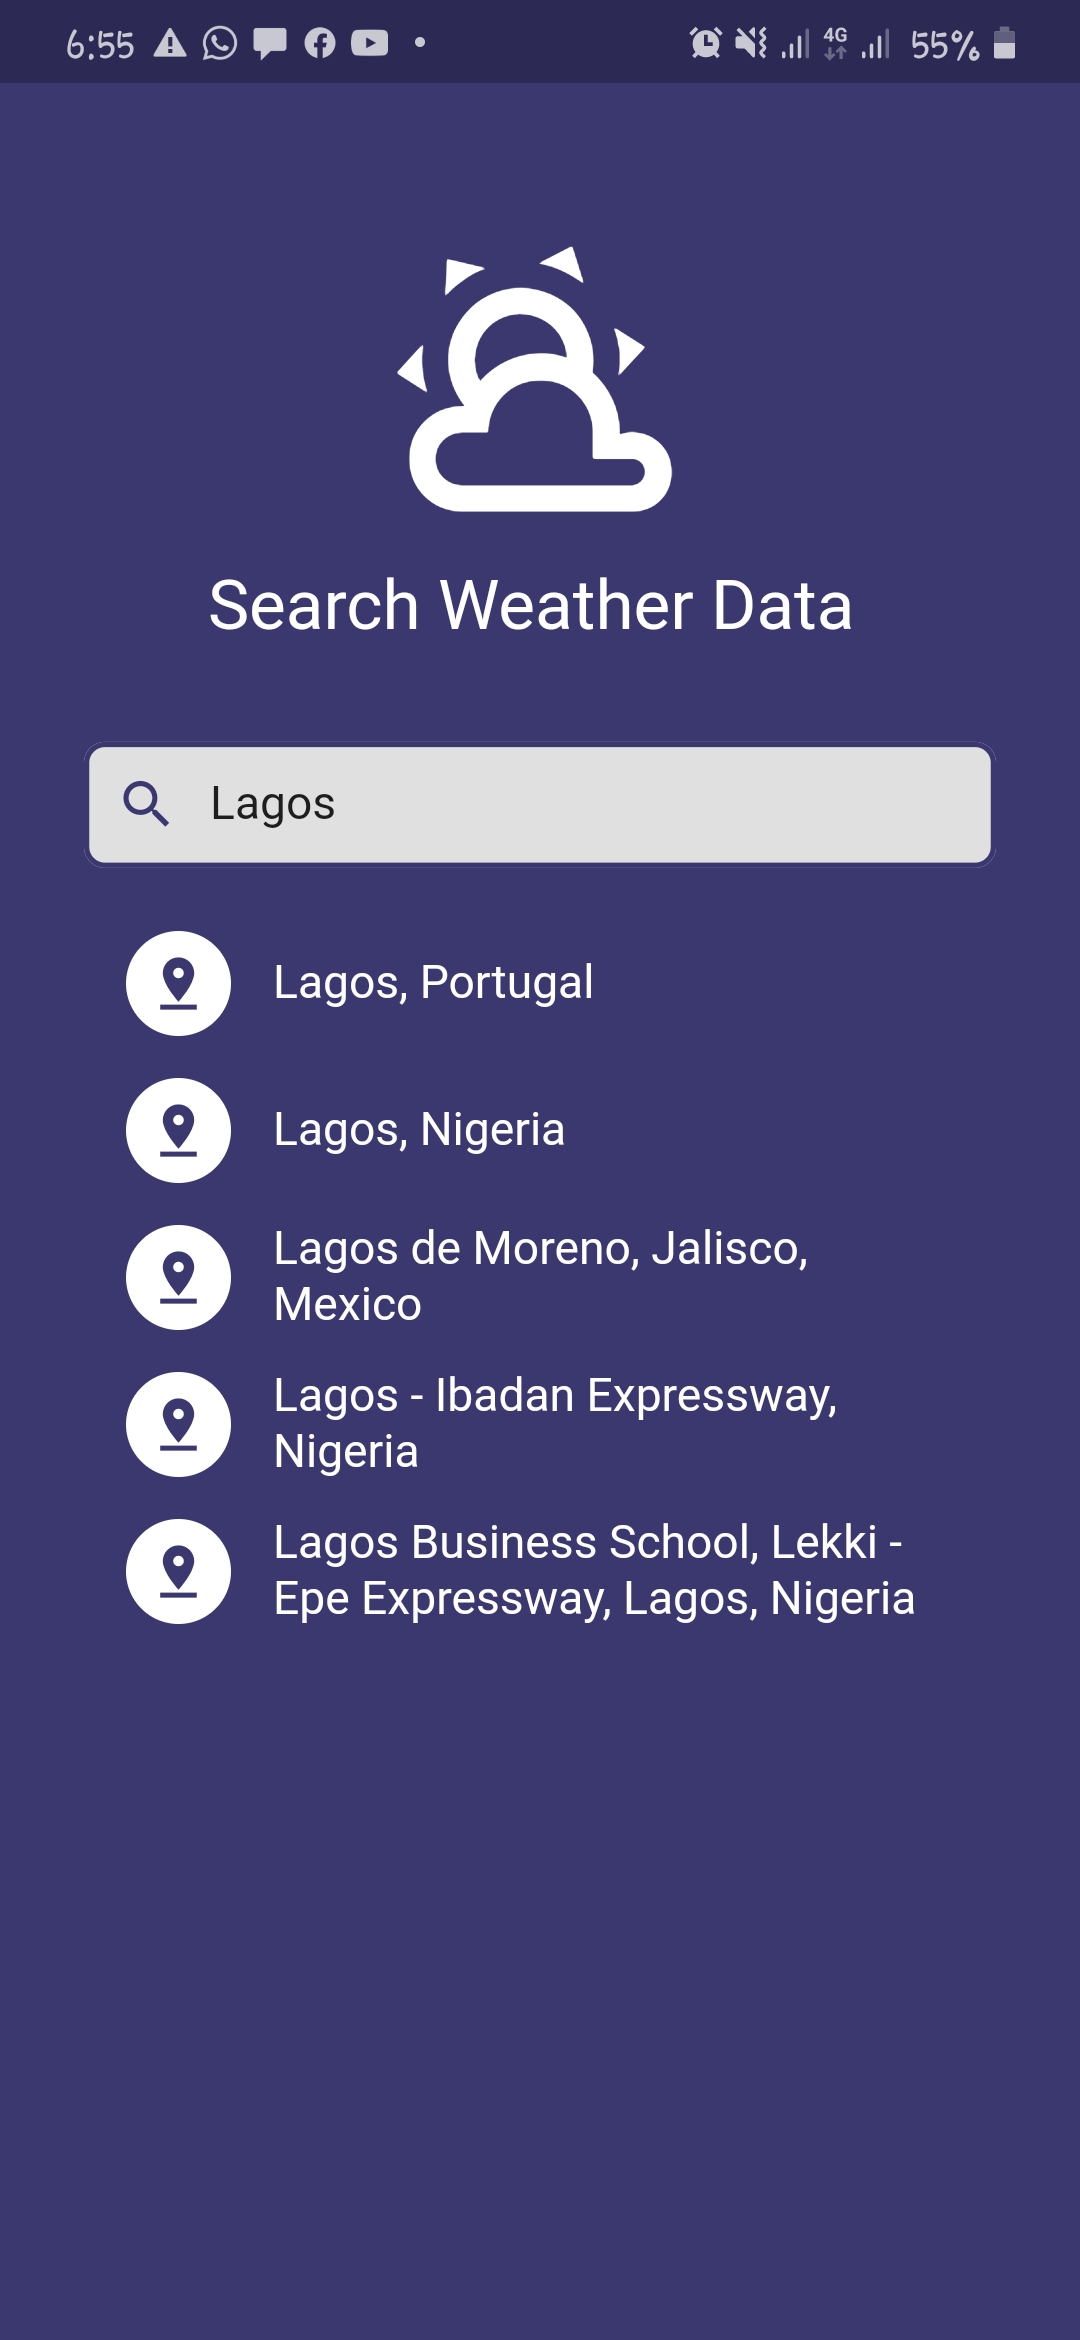 6:55
4G
55%
Search Weather Data
Lagos
Lagos, Portugal
Lagos, Nigeria
Lagos de Moreno, Jalisco,
Mexico
Lagos - Ibadan Expressway,
Nigeria
Lagos Business School, Lekki -
Epe Expressway, Lagos, Nigeria